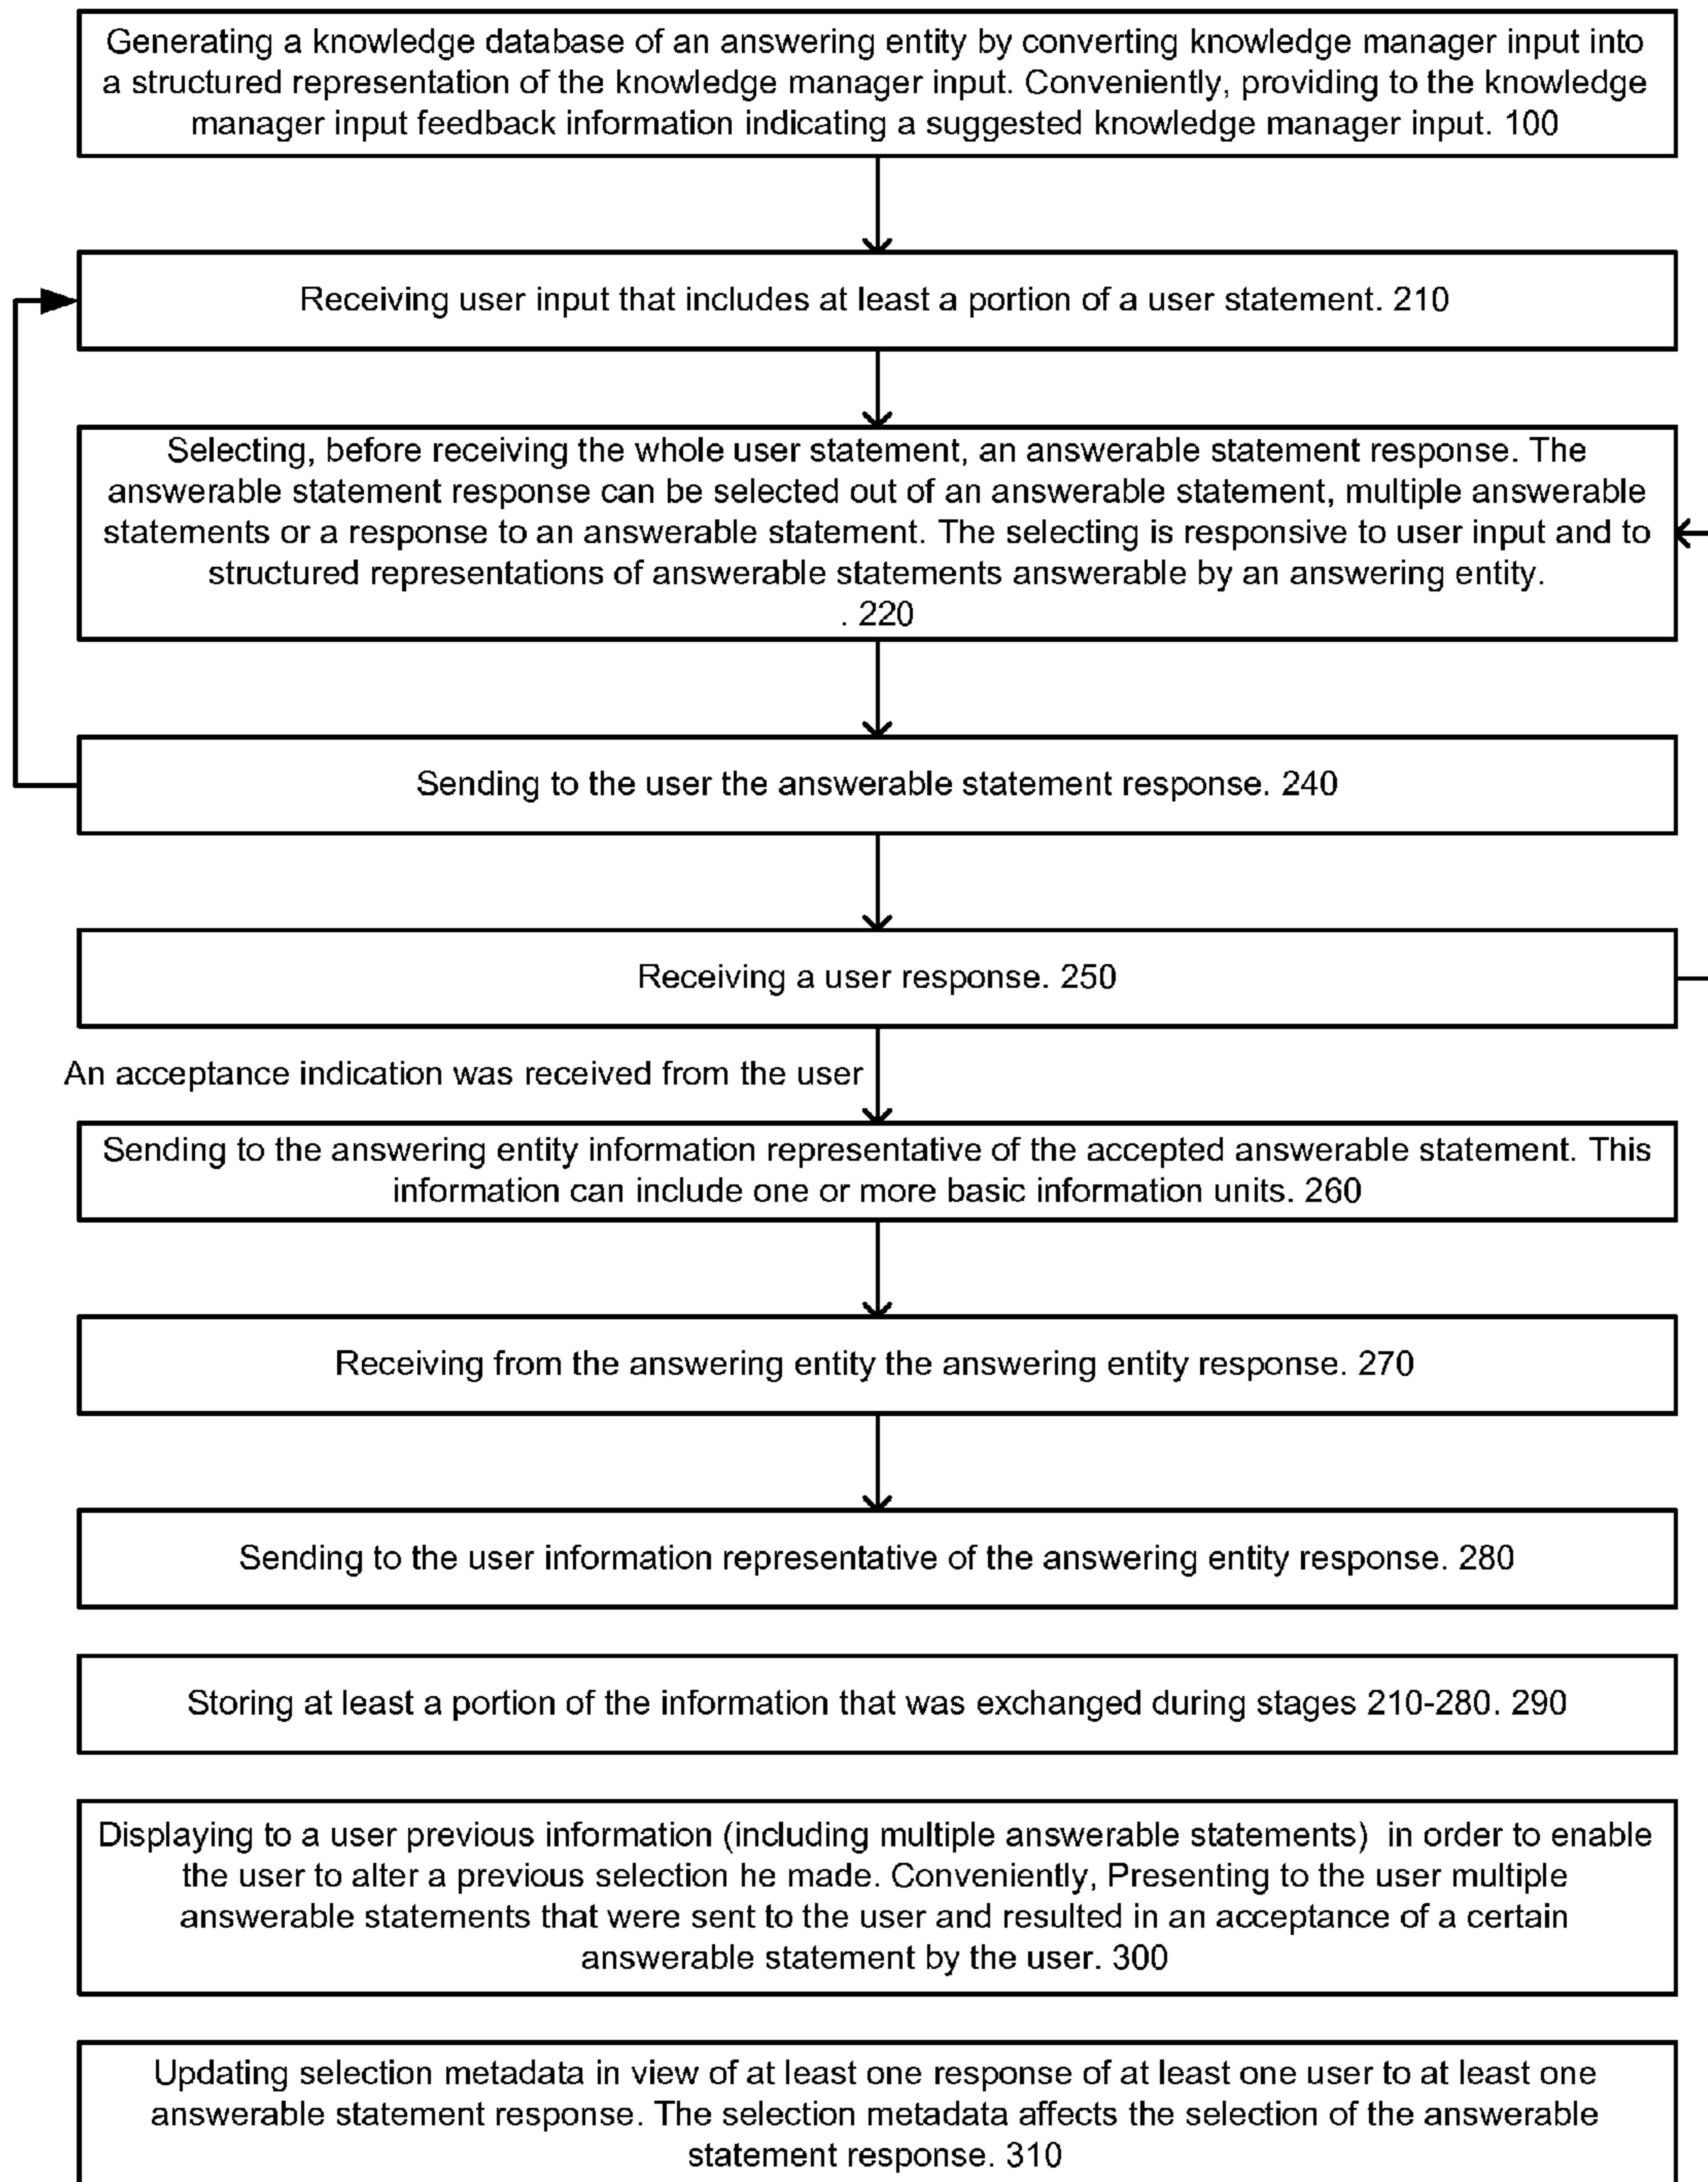 Generating a knowledge database of an answering entity by converting knowledge manager input into
a structured representation of the knowledge manager input. Conveniently, providing to the knowledge
manager input feedback information indicating a suggested knowledge manager input. 100
Receiving user input that includes at least a portion of a user statement. 210
Selecting, before receiving the whole user statement, an answerable statement response. The
answerable statement response can be selected out of an answerable statement, multiple answerable
statements or a response to an answerable statement. The selecting is responsive to user input and to
structured representations of answerable statements answerable by an answering entity.
. 220
Sending to the user the answerable statement response. 240
Receiving a user response. 250
An acceptance indication was received from the user
Sending to the answering entity information representative of the accepted answerable statement. This
information can include one or more basic information units. 260
Receiving from the answering entity the answering entity response. 270
Sending to the user information representative of the answering entity response. 280
Storing at least a portion of the information that was exchanged during stages 210-280. 290
Displaying to a user previous information (including multiple answerable statements) in order to enable
the user to alter a previous selection he made. Conveniently, Presenting to the user multiple
answerable statements that were sent to the user and resulted in an acceptance of a certain
answerable statement by the user. 300
Updating selection metadata in view of at least one response of at least one user to at least one
answerable statement response. The selection metadata affects the selection of the answerable
statement response. 310